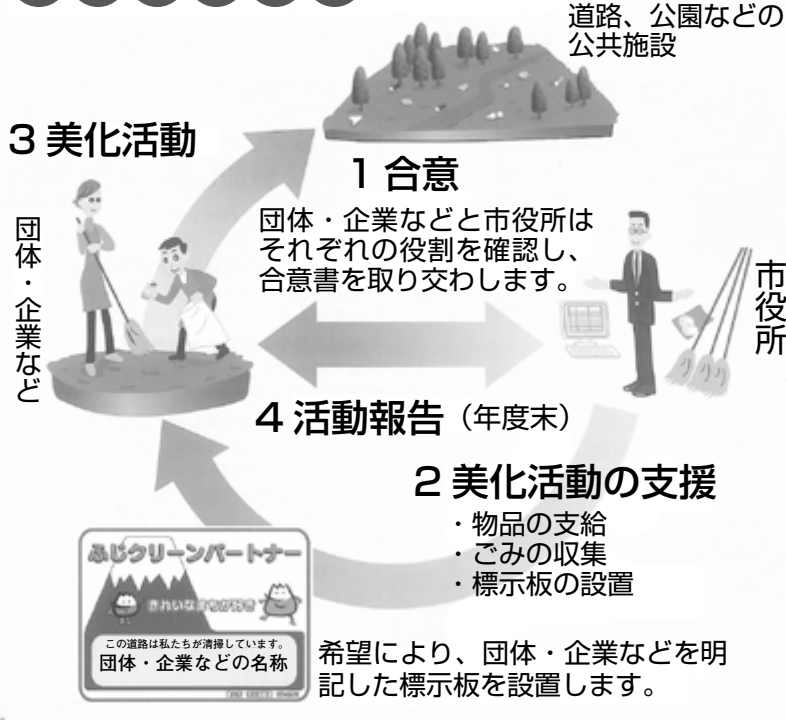 道路、公園などの
公共施設
3 美化活動
1 合意
団体・企業などと市役所は
それぞれの役割を確認し、
合意書を取り交わします。
団体・企業など
市役所
4 活動報告（年度末）
2 美化活動の支援
・物品の支給
・ごみの収集
・標示板の設置
ふじクリーンパートナー
きれいなまちが好き
この道路は私たちが清掃しています。
団体・企業などの名称
希望により、団体・企業などを明
記した標示板を設置します。